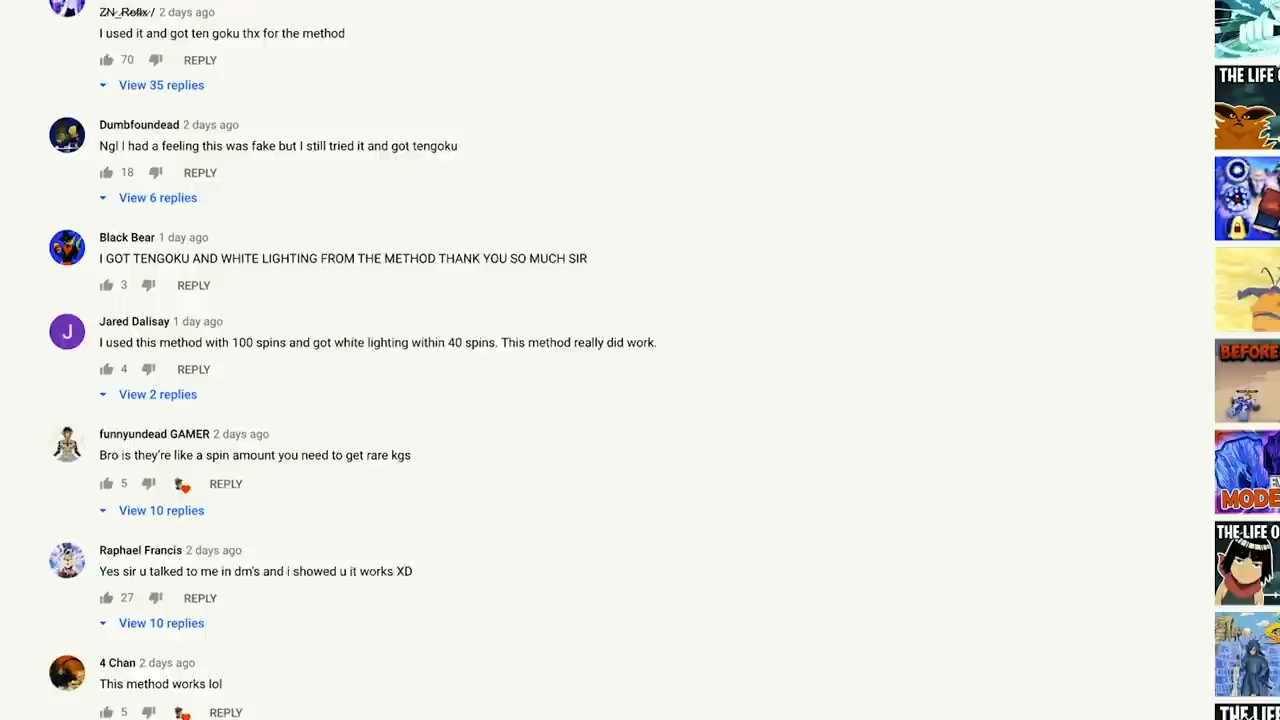 ZN_Rofix / 2 days ago
I used it and got ten goku thx for the method
70 REPLY
View 35 replies
Dumbfoundead 2 days ago
Ngl I had a feeling this was fake but I still tried it and got tengoku
18 REPLY
View 6 replies
Black Bear 1 day ago
I GOT TENGOKU AND WHITE LIGHTING FROM THE METHOD THANK YOU SO MUCH SIR
3 REPLY
Jared Dalisay 1 day ago
J
I used this method with 100 spins and got white lighting within 40 spins. This method really did work.
4 REPLY
View 2 replies
funnyundead GAMER 2 days ago
Bro is they're like a spin amount you need to get rare kgs
5 REPLY
View 10 replies
Raphael Francis 2 days ago
Yes sir u talked to me in dm's and i showed u it works XD
27 REPLY
View 10 replies
4 Chan 2 days ago
This method works lol
5 REPLY
THE LIFE O
BEFORE
MODE
THE LIFE O
THE LIFE